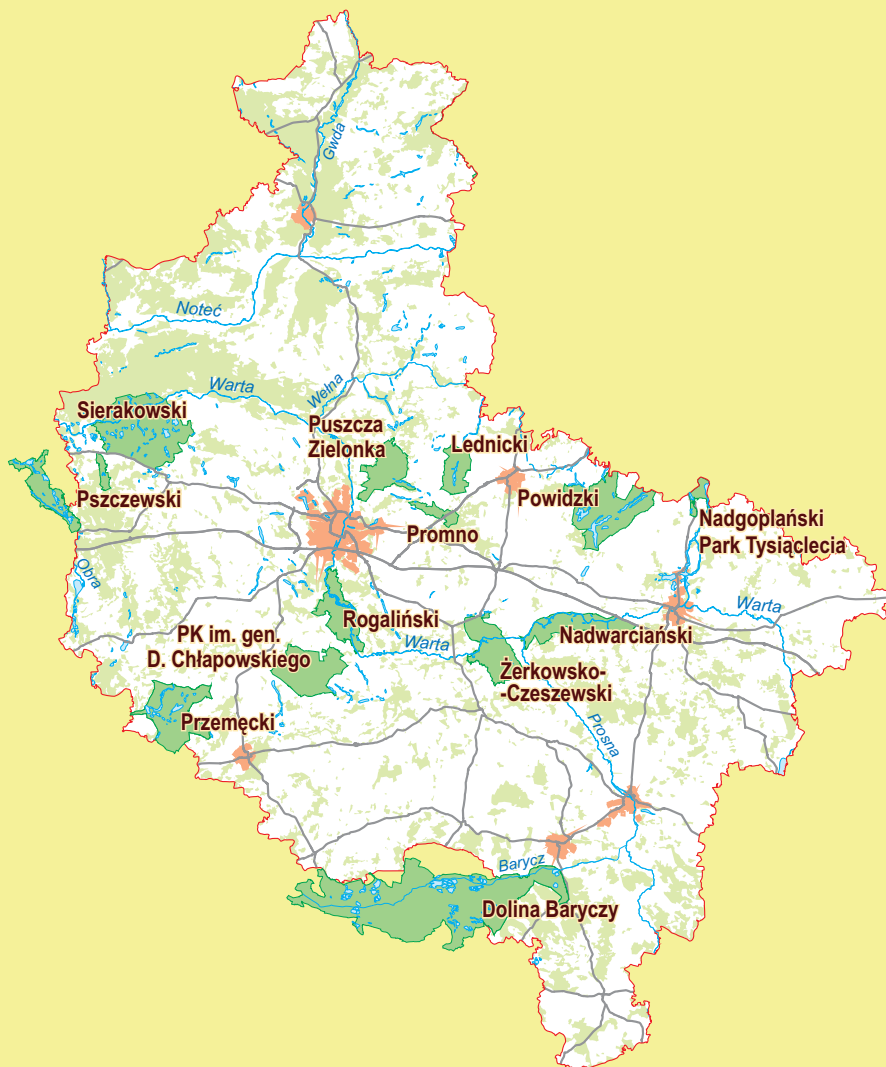 Gwda
Noteć
Warta
Wełna
Sierakowski
Puszcza
Zielonka
Lednicki
Pszczewski
Powidzki
Promno
Nadgoplański
Park Tysiąclecia
Obra
Rogaliński
Warta
PK im. gen.
D. Chłapowskiego
Warta
Nadwarciański
Żerkowsko-
-Czeszewski
Przemęcki
Prosna
Barycz
Dolina Baryczy